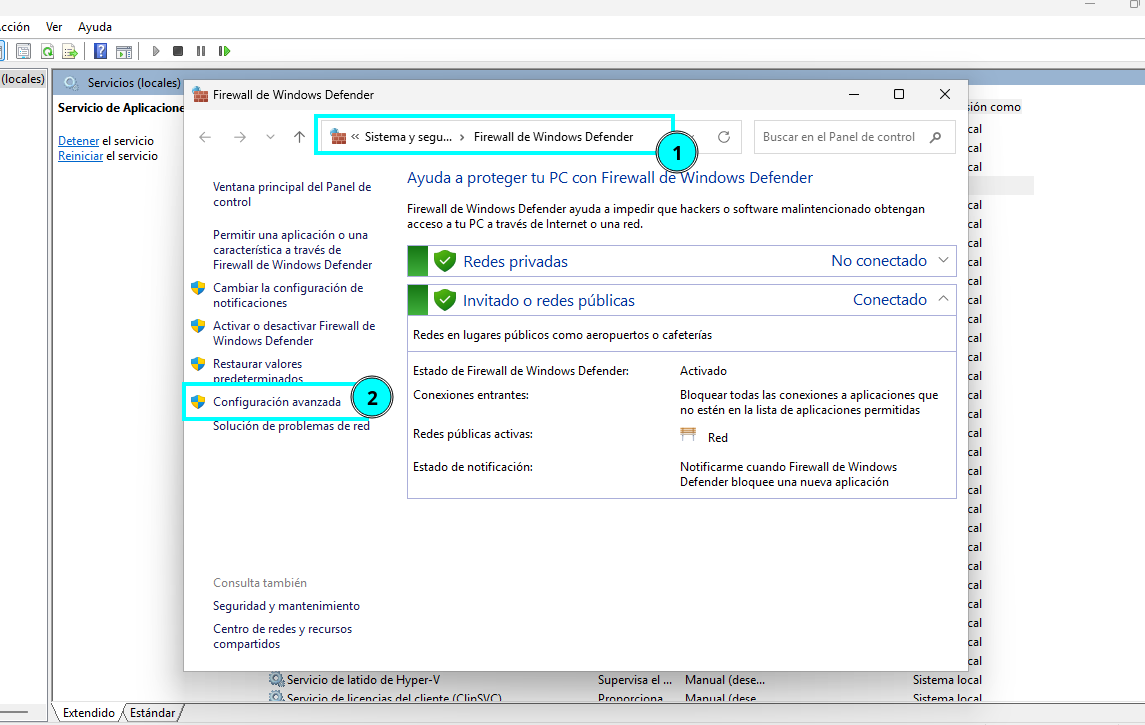 Ver Ayuda
(locales)
Servicios (locales)
Servicio de
Detener el servicio
Reiniciar el servicio
Firewall de Windows Defender
« Sistema y segu... > Firewall de Windows Defender
1
Buscar en el Panel de control
Ventana principal del Panel de
control
Permitir una aplicación o una
característica a través de
Firewall de Windows Defender
Cambiar la configuración de
notificaciones
Activar o desactivar Firewall de
Windows Defender
Restaurar valores
predeterminados
Configuración avanzada
2
Solución de problemas de red
Consulta también
Seguridad y mantenimiento
Centro de redes y recursos
compartidos
Ayuda a proteger tu PC con Firewall de Windows Defender
Firewall de Windows Defender ayuda a impedir que hackers o software malintencionado obtengan
acceso a tu PC a través de Internet o una red.
Redes privadas No conectado
Invitado o redes públicas Conectado
Redes en lugares públicos como aeropuertos o cafeterías
Estado de Firewall de Windows Defender: Activado
Conexiones entrantes: Bloquear todas las conexiones a aplicaciones que
no estén en la lista de aplicaciones permitidas
Redes públicas activas: Red
Estado de notificación: Notificarme cuando Firewall de Windows
Defender bloquee una nueva aplicación
como
Servicio de latido de Hyper-V Supervisa el ... Manual (dese... Sistema local
Servicio de licencias del cliente (ClipSVC) Proporciona Manual (dese Sistema local
Extendido Estándar